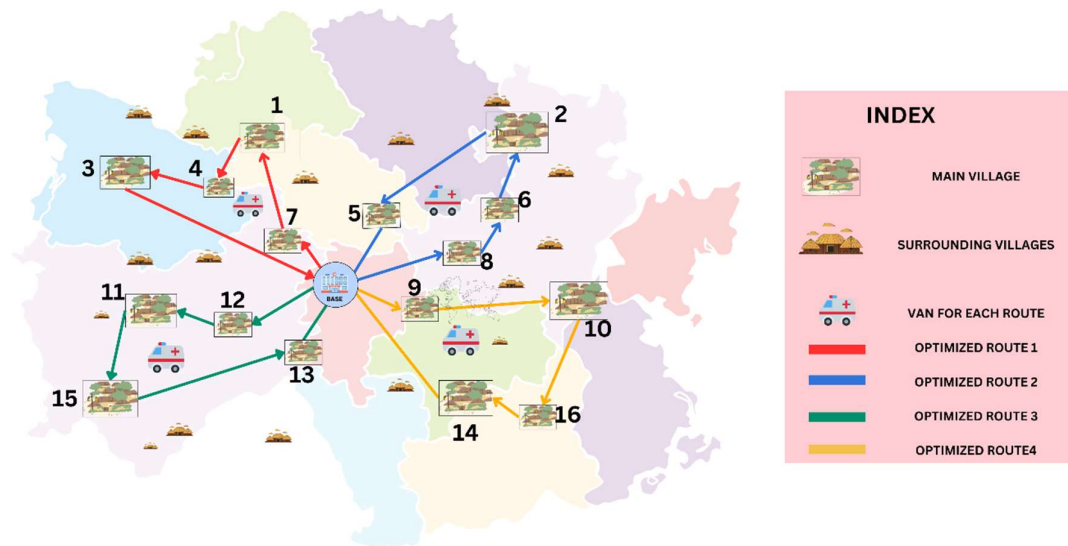 1
2
3
4
5
6
7
8
BASE
9
10
11
12
13
14
15
16
INDEX
MAIN VILLAGE
SURROUNDING VILLAGES
VAN FOR EACH ROUTE
OPTIMIZED ROUTE 1
OPTIMIZED ROUTE 2
OPTIMIZED ROUTE 3
OPTIMIZED ROUTE4